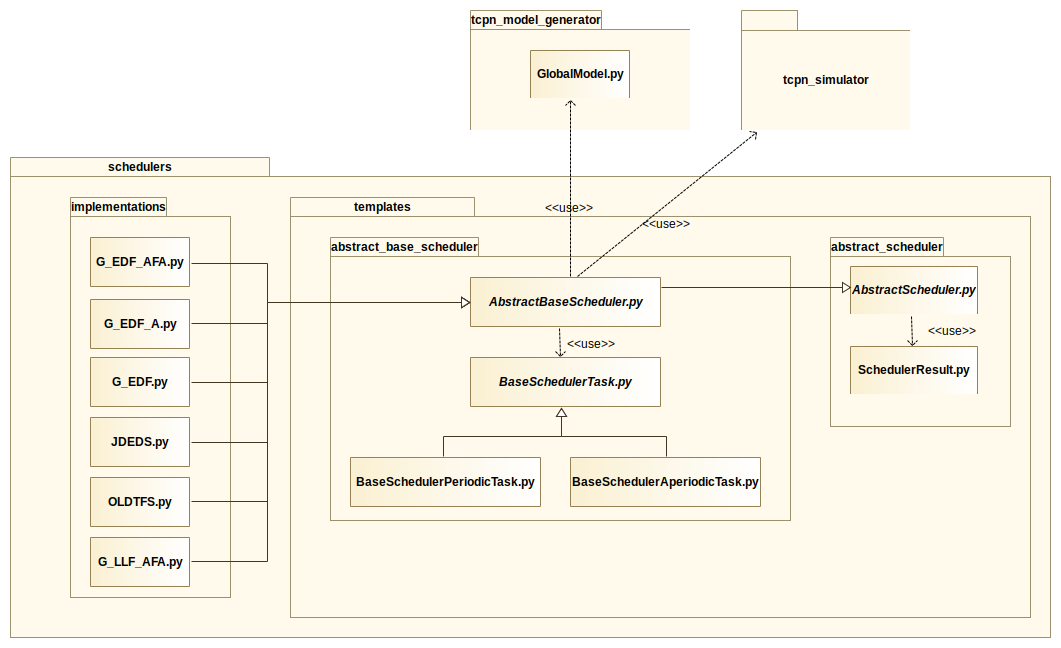 tcpn_model_generator
GlobalModel.py
tcpn_simulator
schedulers
implementations
templates
<<use>>
<<use>>
abstract_base_scheduler
abstract_scheduler
G_EDF_AFA.py
AbstractBaseScheduler.py
AbstractScheduler.py
G_EDF_A.py
<<use>>
<<use>>
G_EDF.py
BaseSchedulerTask.py
SchedulerResult.py
JDEDS.py
BaseSchedulerPeriodicTask.py
BaseSchedulerAperiodicTask.py
OLDTFS.py
G_LLF_AFA.py